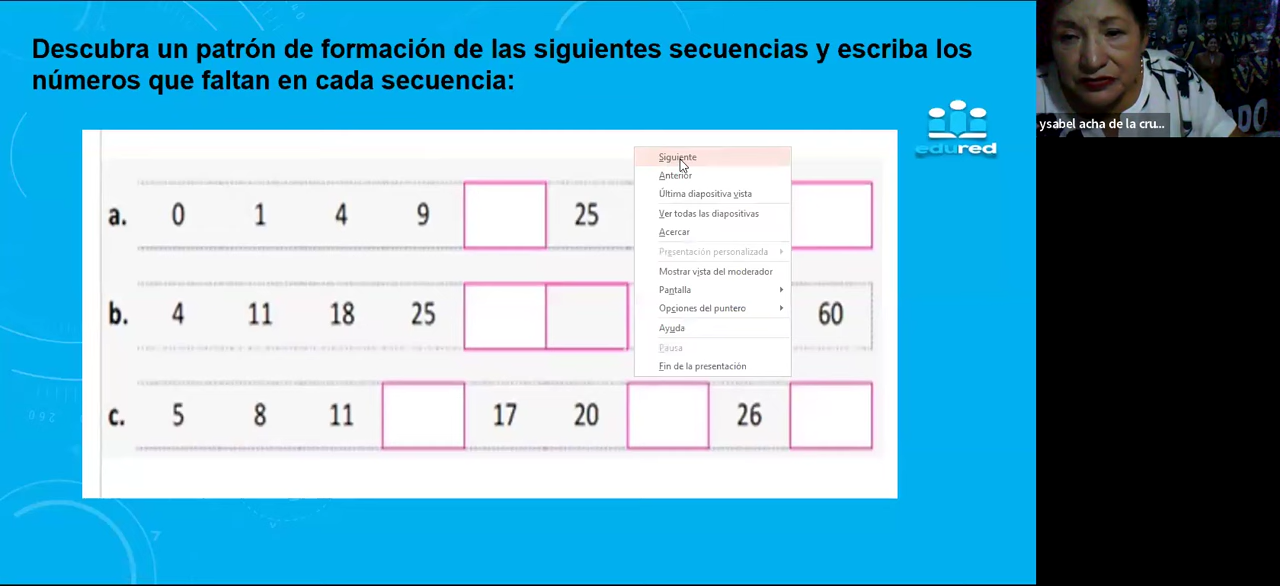 Descubra un patrón de formación de las siguientes secuencias y escriba los
números que faltan en cada secuencia:
ysabel acha de la cru...
edured
a. 0 1 4 9 25
b. 4 11 18 25 60
c. 5 8 11 17 20 26
Siguiente
Anterior
Última diapositiva vista
Ver todas las diapositivas
Acercar
Presentación personalizada
Mostrar vista del moderador
Pantalla
Opciones del puntero
Ayuda
Pausa
Fin de la presentación